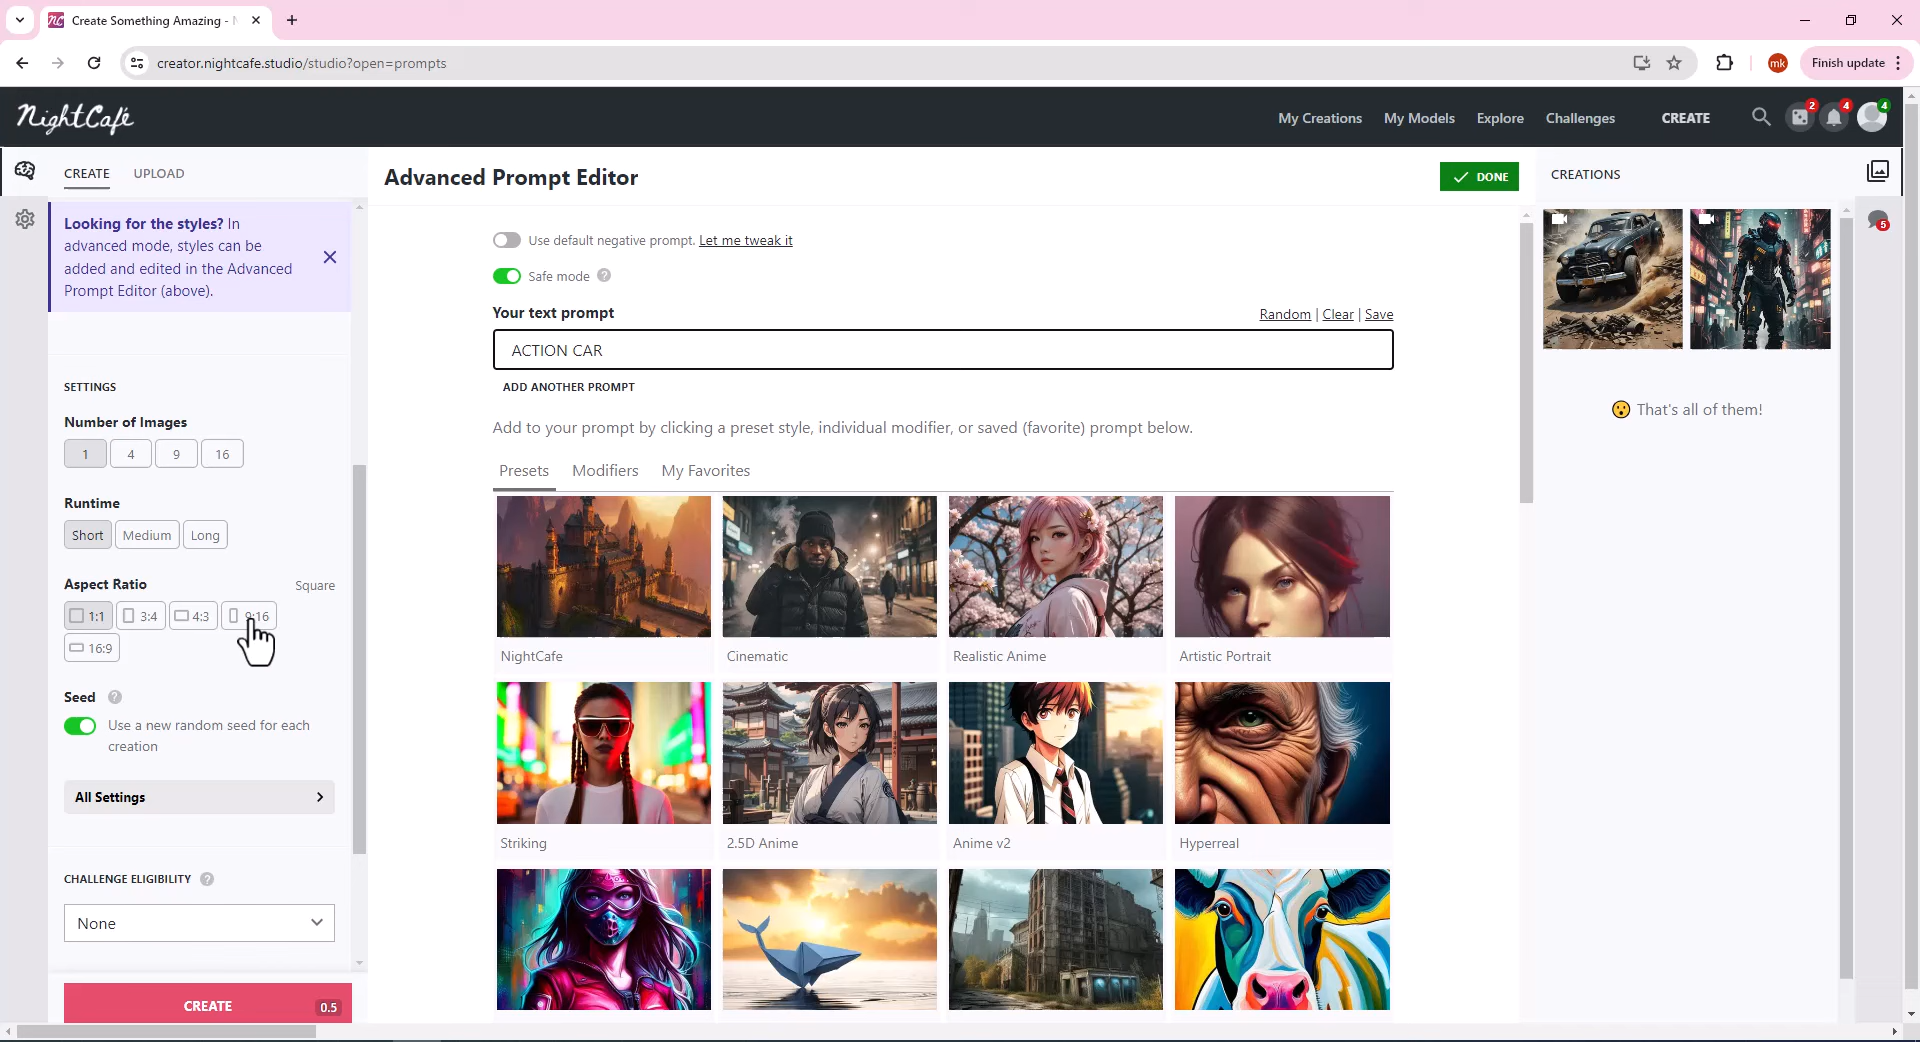 Create Something Amazing - N
creator.nightcafe.studio/studio?open=prompts
mk
Finish update
NightCafe
My Creations
My Models
Explore
Challenges
CREATE
2
4
4
CREATE
UPLOAD
Looking for the styles? In
advanced mode, styles can be
added and edited in the Advanced
Prompt Editor (above).
SETTINGS
Number of Images
1
4
9
16
Runtime
Short
Medium
Long
Aspect Ratio
Square
1:1
3:4
4:3
9:16
16:9
Seed
Use a new random seed for each
creation
All Settings
CHALLENGE ELIGIBILITY
None
CREATE
0.5
Advanced Prompt Editor
DONE
Use default negative prompt. Let me tweak it
Safe mode
Your text prompt
Random | Clear | Save
ACTION CAR
ADD ANOTHER PROMPT
Add to your prompt by clicking a preset style, individual modifier, or saved (favorite) prompt below.
Presets
Modifiers
My Favorites
NightCafe
Cinematic
Realistic Anime
Artistic Portrait
Striking
2.5D Anime
Anime v2
Hyperreal
CREATIONS
5
That's all of them!